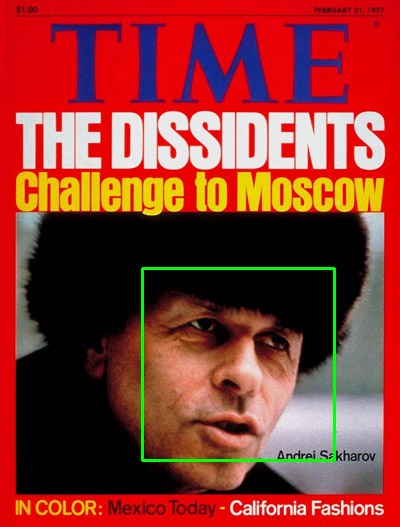 $1.00 FEBRUARY 21, 1977
TIME
THE DISSIDENTS
Challenge to Moscow
Andrei Sakharov
IN COLOR: Mexico Today - California Fashions